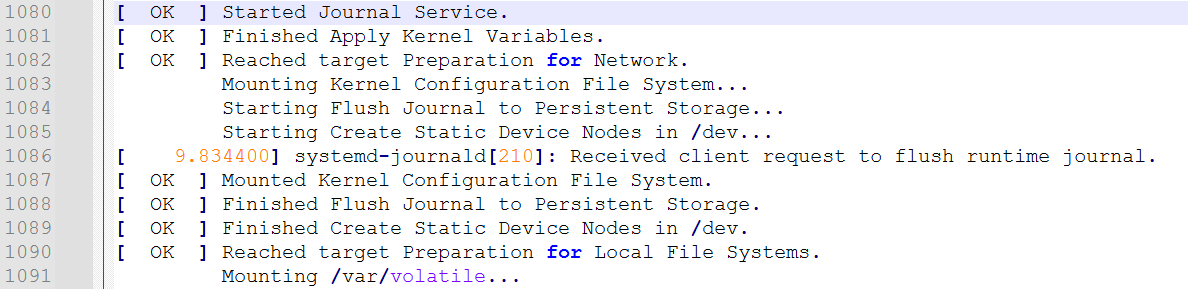 1080 [  OK  ] Started Journal Service.
1081 [  OK  ] Finished Apply Kernel Variables.
1082 [  OK  ] Reached target Preparation for Network.
1083          Mounting Kernel Configuration File System...
1084          Starting Flush Journal to Persistent Storage...
1085          Starting Create Static Device Nodes in /dev...
1086 [    9.834400] systemd-journald[210]: Received client request to flush runtime journal.
1087 [  OK  ] Mounted Kernel Configuration File System.
1088 [  OK  ] Finished Flush Journal to Persistent Storage.
1089 [  OK  ] Finished Create Static Device Nodes in /dev.
1090 [  OK  ] Reached target Preparation for Local File Systems.
1091          Mounting /var/volatile...